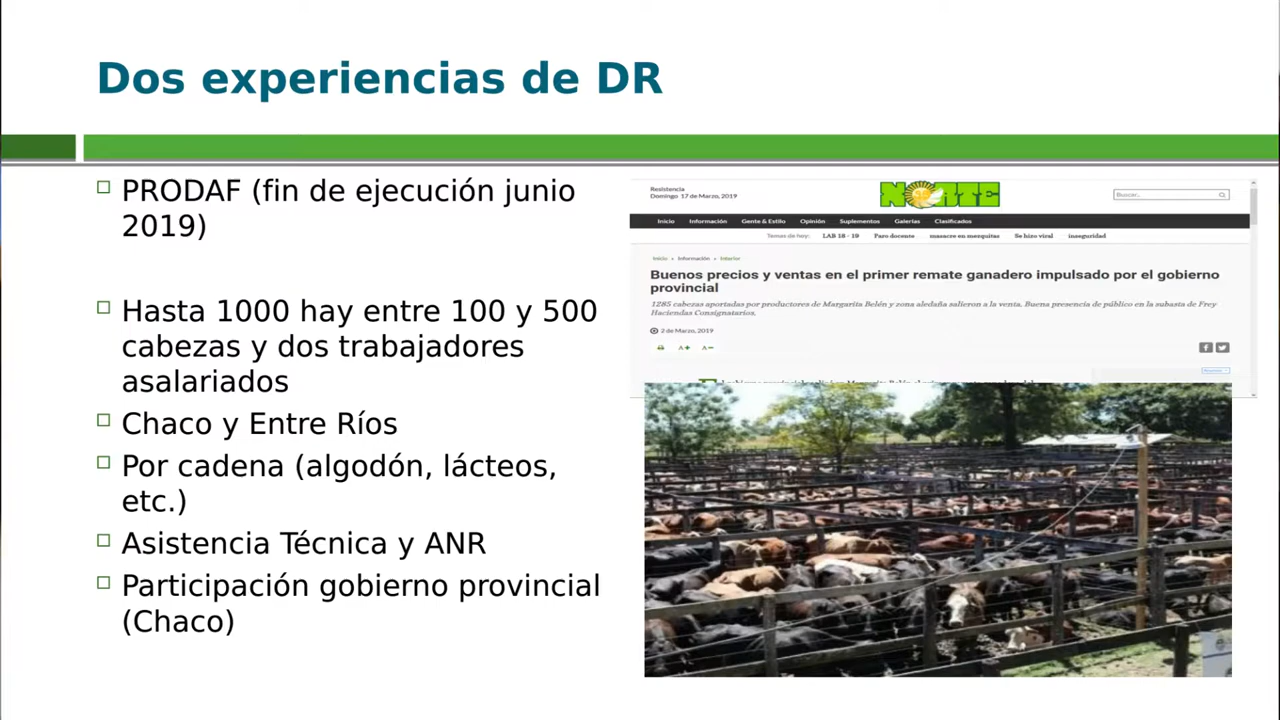 Dos experiencias de DR
PRODAF (fin de ejecución junio
2019)
Hasta 1000 hay entre 100 y 500
cabezas y dos trabajadores
asalariados
Chaco y Entre Ríos
Por cadena (algodón, lácteos,
etc.)
Asistencia Técnica y ANR
Participación gobierno provincial
(Chaco)
Resistencia
Domingo 17 de Marzo, 2019
NORTE
Buscar..
Inicio Información Gente & Estilo Opinión Suplementos Galerías Clasificados
Temas de hoy: LAB 18 - 19 Paro docente masacre en mezquitas Se hizo viral inseguridad
Inicio » Información » Interior
Buenos precios y ventas en el primer remate ganadero impulsado por el gobierno
provincial
1285 cabezas aportadas por productores de Margarita Belén y zona aledaña salieron a la venta. Buena presencia de público en la subasta de Frey
Haciendas Consignatarios.
2 de Marzo, 2019
A+ A-